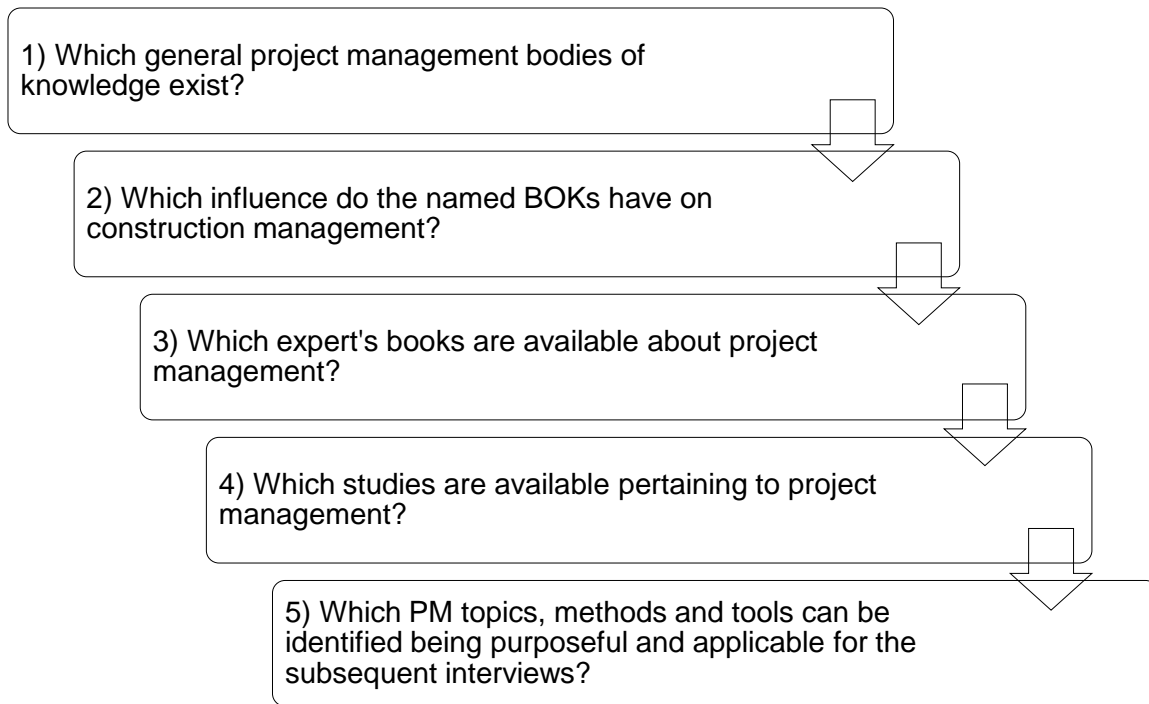 1) Which general project management bodies of
knowledge exist?
2) Which influence do the named BOKs have on
construction management?
3) Which expert's books are available about project
management?
4) Which studies are available pertaining to project
management?
5) Which PM topics, methods and tools can be
identified being purposeful and applicable for the
subsequent interviews?